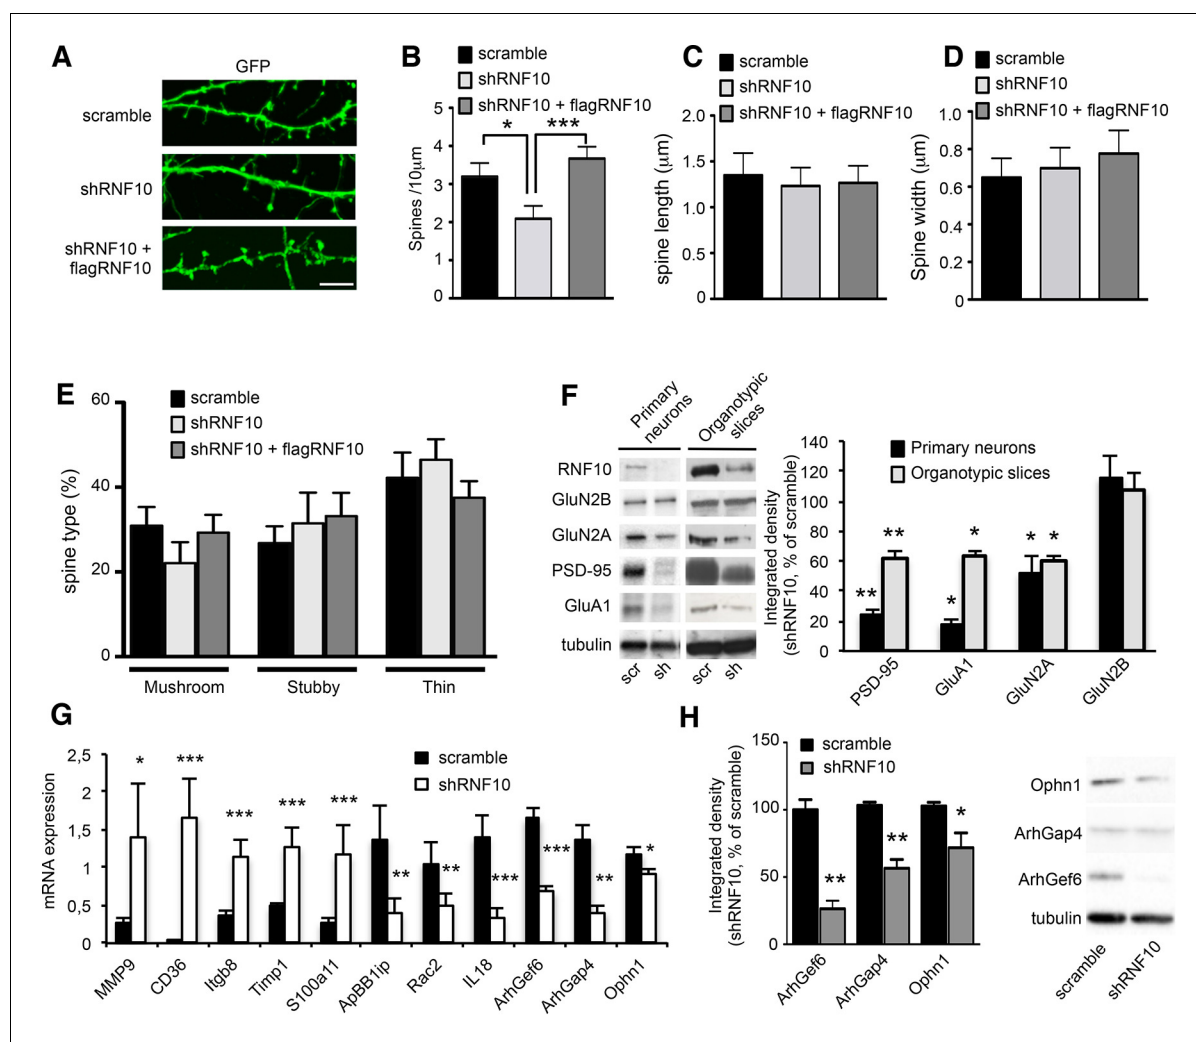 A
GFP
scramble
shRNF10
shRNF10 +
flagRNF10
B
scramble
shRNF10
shRNF10 + flagRNF10
Spines /10μm
5
4
3
2
1
0
*
***
C
scramble
shRNF10
shRNF10 + flagRNF10
spine length (μm)
2.0
1.5
1.0
0.5
0
D
scramble
shRNF10
shRNF10 + flagRNF10
Spine width (μm)
1.0
0.8
0.6
0.4
0.2
0
E
scramble
shRNF10
shRNF10 + flagRNF10
spine type (%)
60
40
20
0
Mushroom
Stubby
Thin
F
Primary
neurons
Organotypic
slices
RNF10
GluN2B
GluN2A
PSD-95
GluA1
tubulin
scr
sh
scr
sh
Integrated density
(shRNF10, % of scramble)
140
120
100
80
60
40
20
0
Primary neurons
Organotypic slices
**
**
*
*
*
*
PSD-95
GluA1
GluN2A
GluN2B
G
mRNA expression
2,5
2
1,5
1
0,5
0
scramble
shRNF10
*
***
***
***
***
**
**
***
***
**
*
MMP9
CD36
Itgb8
Timp1
S100a11
ApBB1ip
Rac2
IL18
ArhGef6
ArhGap4
Ophn1
H
Integrated density
(shRNF10, % of scramble)
150
100
50
0
scramble
shRNF10
**
**
*
ArhGef6
ArhGap4
Ophn1
Ophn1
ArhGap4
ArhGef6
tubulin
scramble
shRNF10